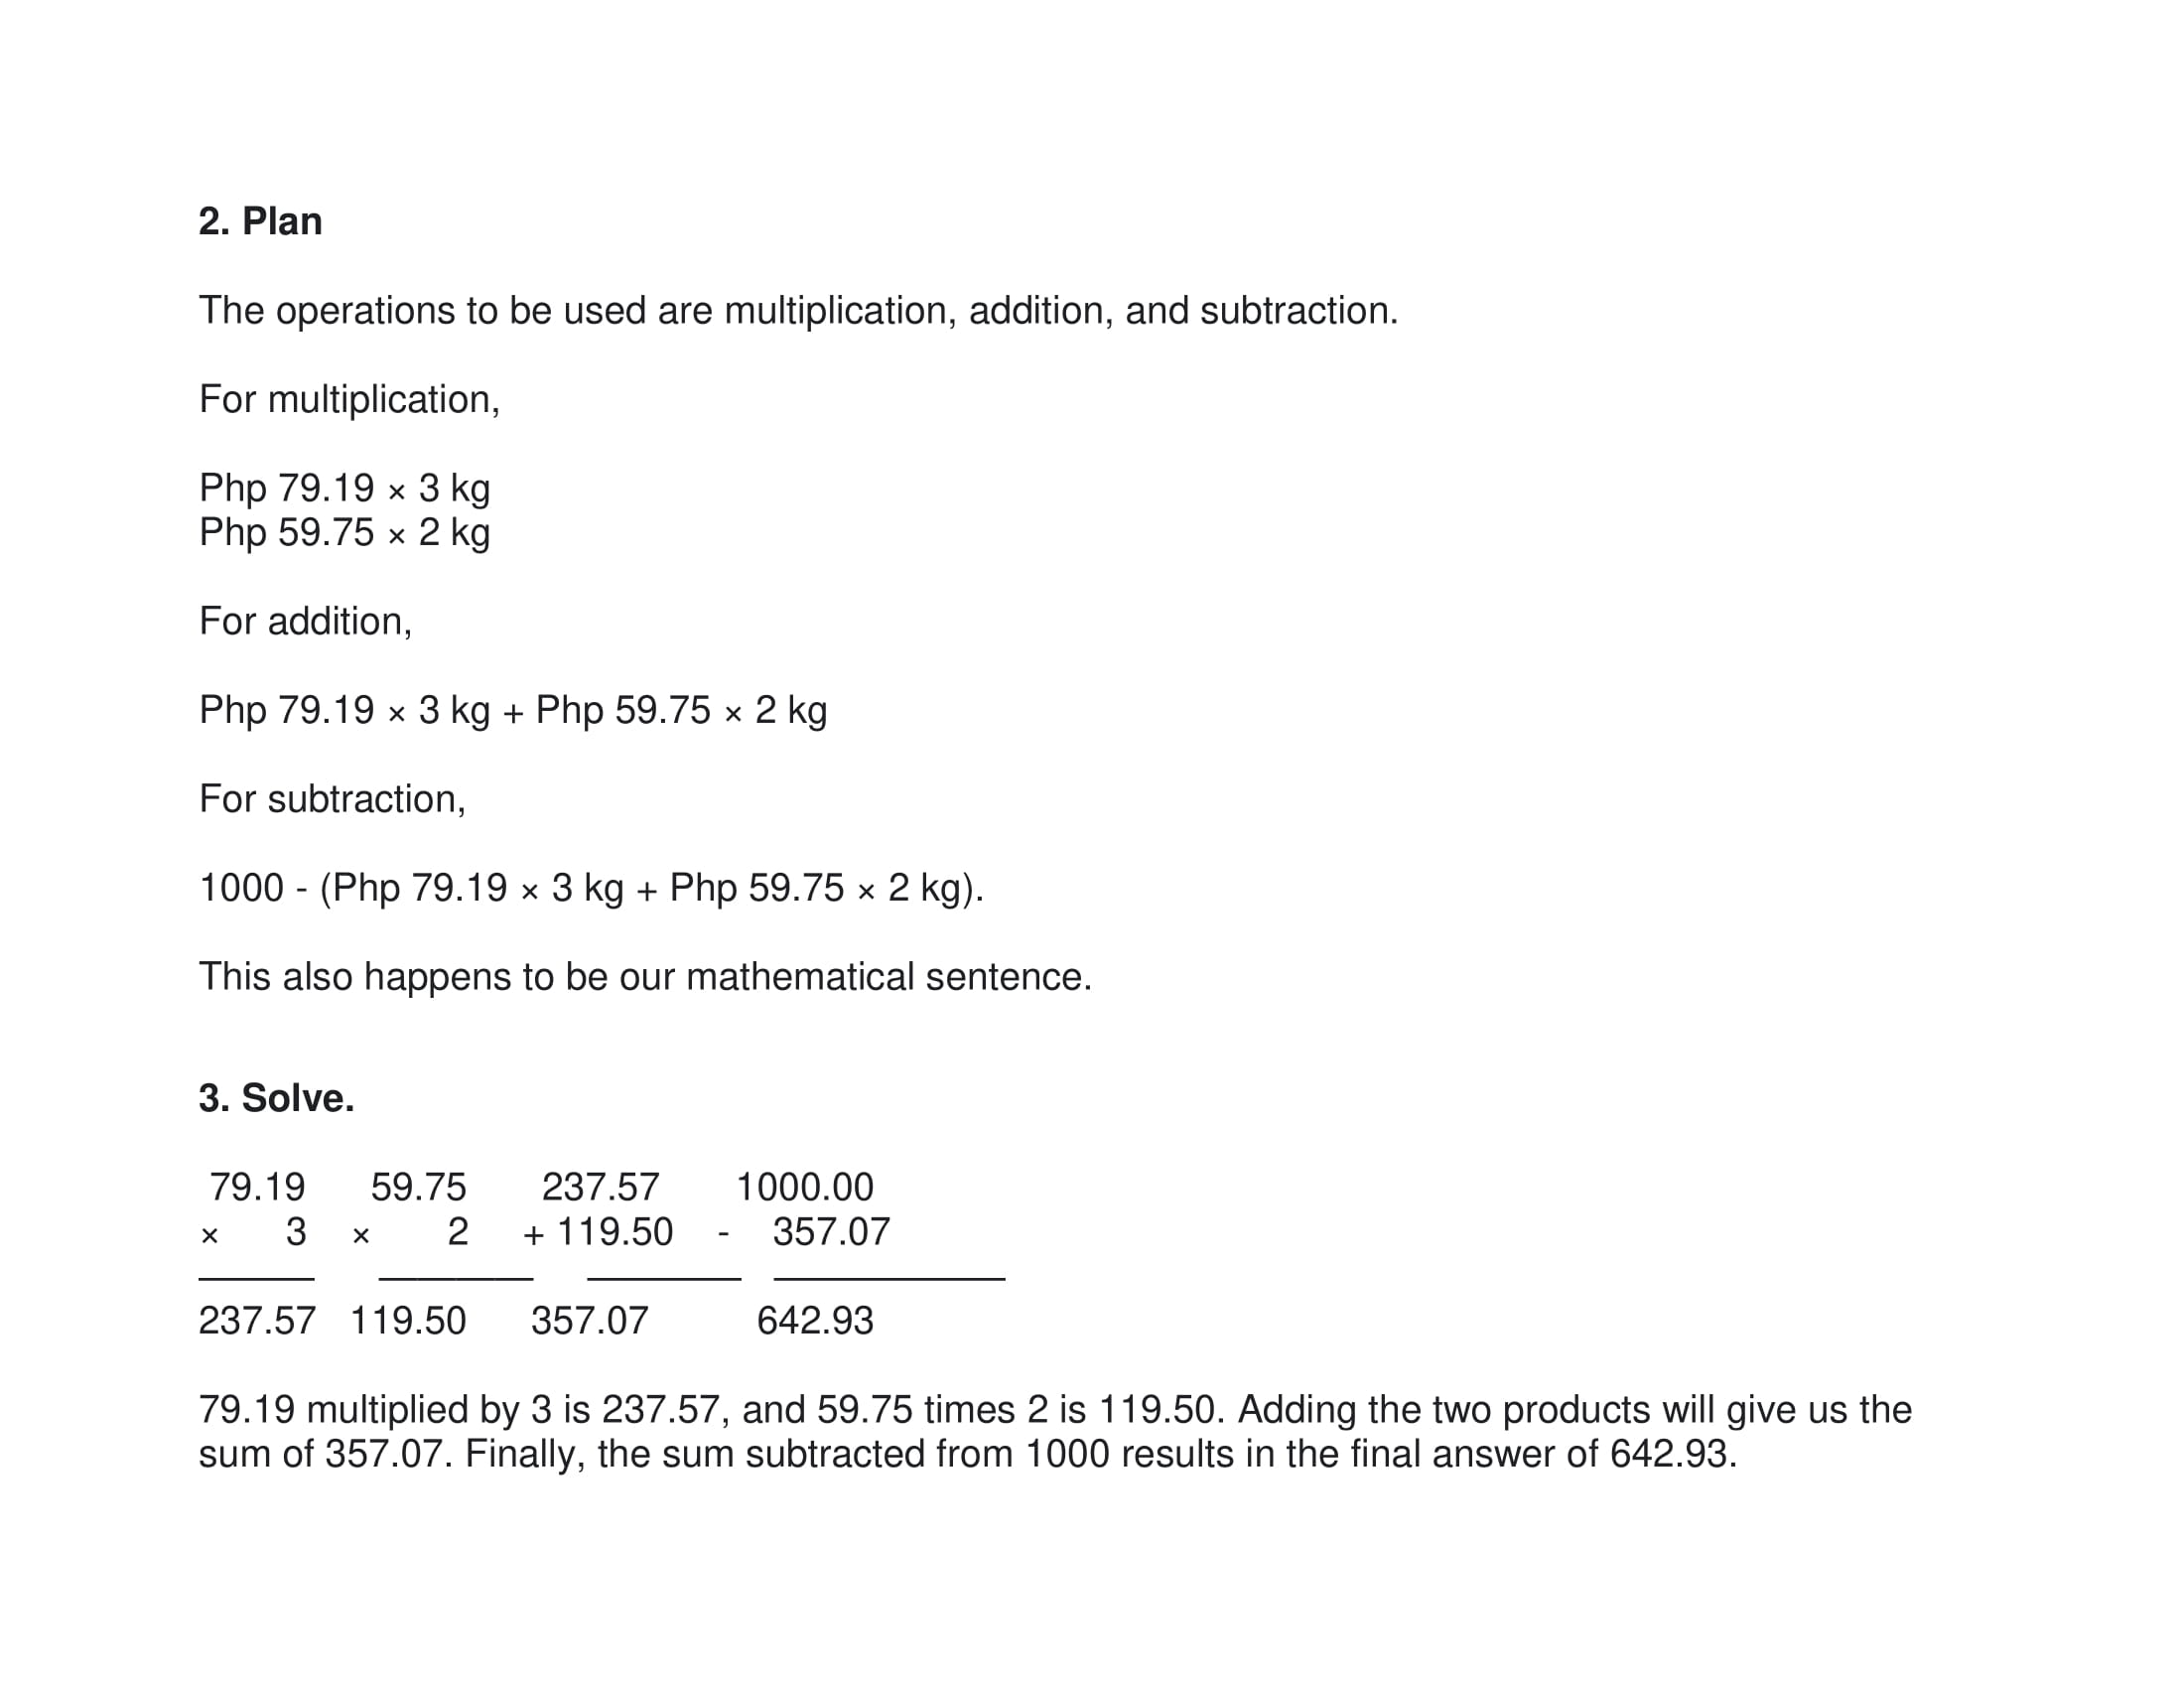 2. Plan
The operations to be used are multiplication, addition, and subtraction.
For multiplication,
Php 79.19 × 3 kg
Php 59.75 × 2 kg
For addition,
Php 79.19 × 3 kg + Php 59.75 × 2 kg
For subtraction,
1000 - (Php 79.19 × 3 kg + Php 59.75 × 2 kg).
This also happens to be our mathematical sentence.
3. Solve.
79.19 59.75 237.57 1000.00
× 3 × 2 + 119.50 - 357.07
237.57 119.50 357.07 642.93
79.19 multiplied by 3 is 237.57, and 59.75 times 2 is 119.50. Adding the two products will give us the
sum of 357.07. Finally, the sum subtracted from 1000 results in the final answer of 642.93.